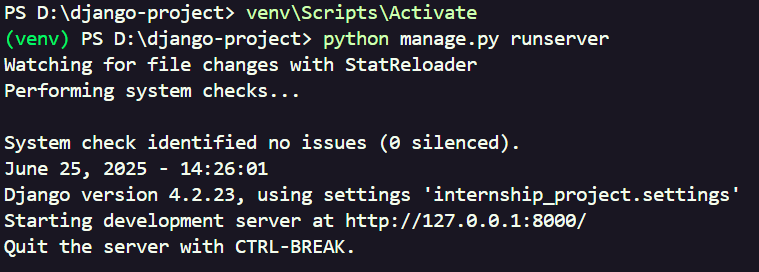 PS D:\django-project> venv\Scripts\Activate
(venv) PS D:\django-project> python manage.py runserver
Watching for file changes with StatReloader
Performing system checks...

System check identified no issues (0 silenced).
June 25, 2025 - 14:26:01
Django version 4.2.23, using settings 'internship_project.settings'
Starting development server at http://127.0.0.1:8000/
Quit the server with CTRL-BREAK.